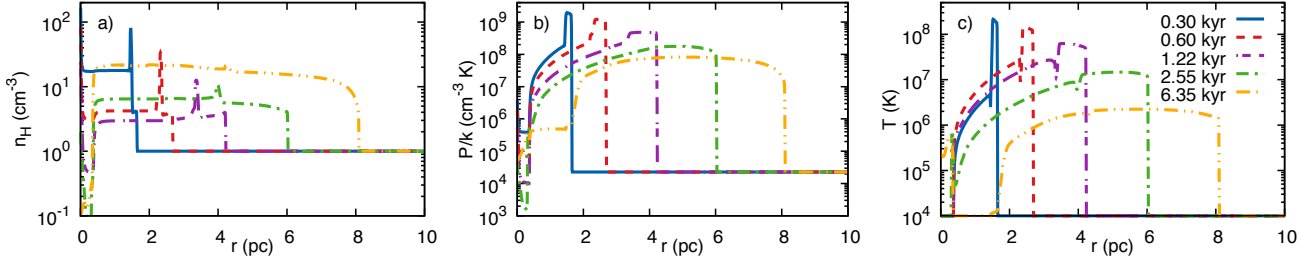 a)
n_H (cm^-3)
10^2
10^1
10^0
10^-1
0 2 4 6 8 10
r (pc)
b)
P/k (cm^-3 K)
10^9
10^8
10^7
10^6
10^5
10^4
10^3
0 2 4 6 8 10
r (pc)
c)
T (K)
10^8
10^7
10^6
10^5
10^4
0 2 4 6 8 10
r (pc)
0.30 kyr
0.60 kyr
1.22 kyr
2.55 kyr
6.35 kyr